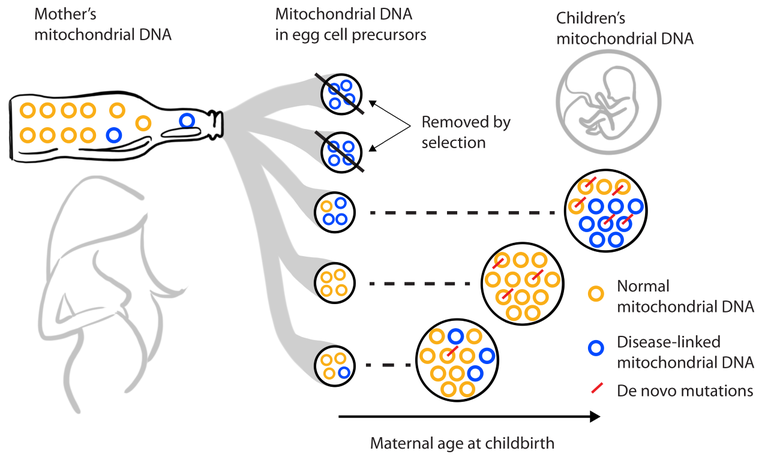 Mother's
mitochondrial DNA
Mitochondrial DNA
in egg cell precursors
Children's
mitochondrial DNA
Removed by
selection
Normal
mitochondrial DNA
Disease-linked
mitochondrial DNA
De novo mutations
Maternal age at childbirth